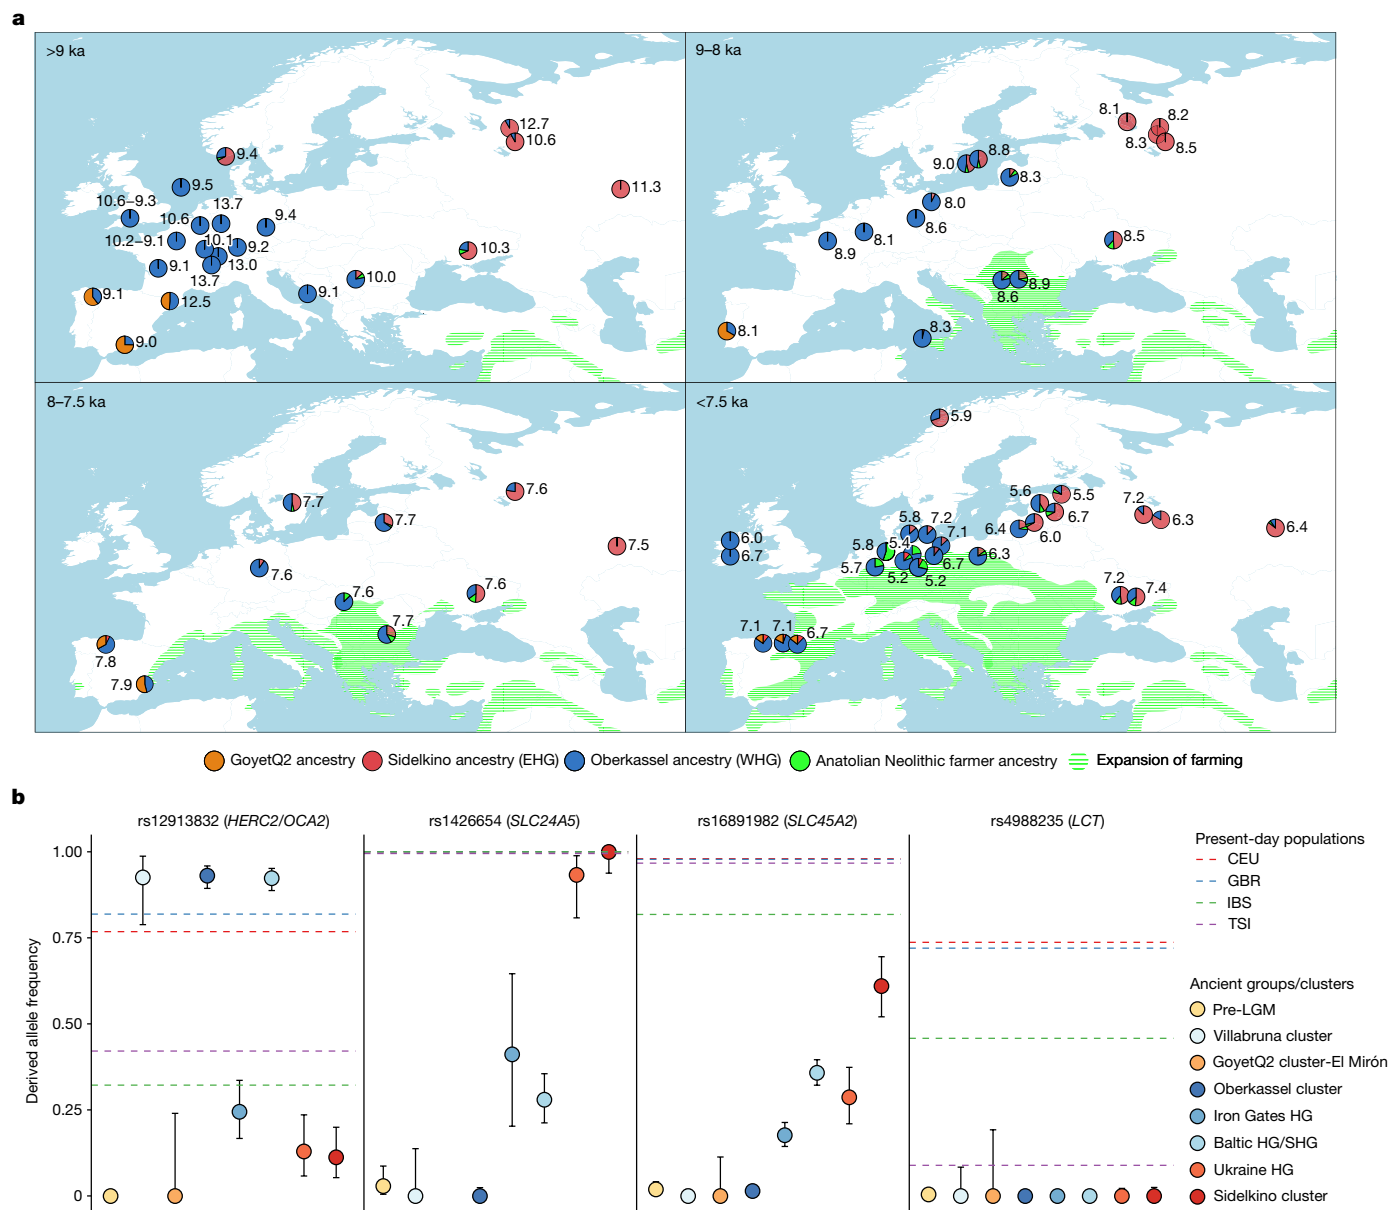 a
>9 ka
12.7
10.6
9.4
11.3
9.5
10.6–9.3
13.7
10.6
9.4
10.2–9.1
10.1
9.2
10.3
9.1
13.0
13.7
10.0
9.1
9.1
12.5
9.0
9–8 ka
8.1
8.2
8.3
8.5
8.8
9.0
8.3
8.0
8.6
8.1
8.9
8.5
8.9
8.6
8.1
8.3
8–7.5 ka
7.6
7.7
7.7
7.5
7.6
7.6
7.6
7.7
7.8
7.9
<7.5 ka
5.9
5.6
5.5
7.2
6.7
6.3
6.4
6.4
6.0
5.8
7.2
7.1
6.0
6.7
5.8
5.4
6.3
6.7
5.7
5.2
5.2
7.2
7.4
7.1
7.1
6.7
GoyetQ2 ancestry
Sidelkino ancestry (EHG)
Oberkassel ancestry (WHG)
Anatolian Neolithic farmer ancestry
Expansion of farming
b
rs12913832 (HERC2/OCA2)
rs1426654 (SLC24A5)
rs16891982 (SLC45A2)
rs4988235 (LCT)
Derived allele frequency
1.00
0.75
0.50
0.25
0
Present-day populations
CEU
GBR
IBS
TSI
Ancient groups/clusters
Pre-LGM
Villabruna cluster
GoyetQ2 cluster-El Mirón
Oberkassel cluster
Iron Gates HG
Baltic HG/SHG
Ukraine HG
Sidelkino cluster